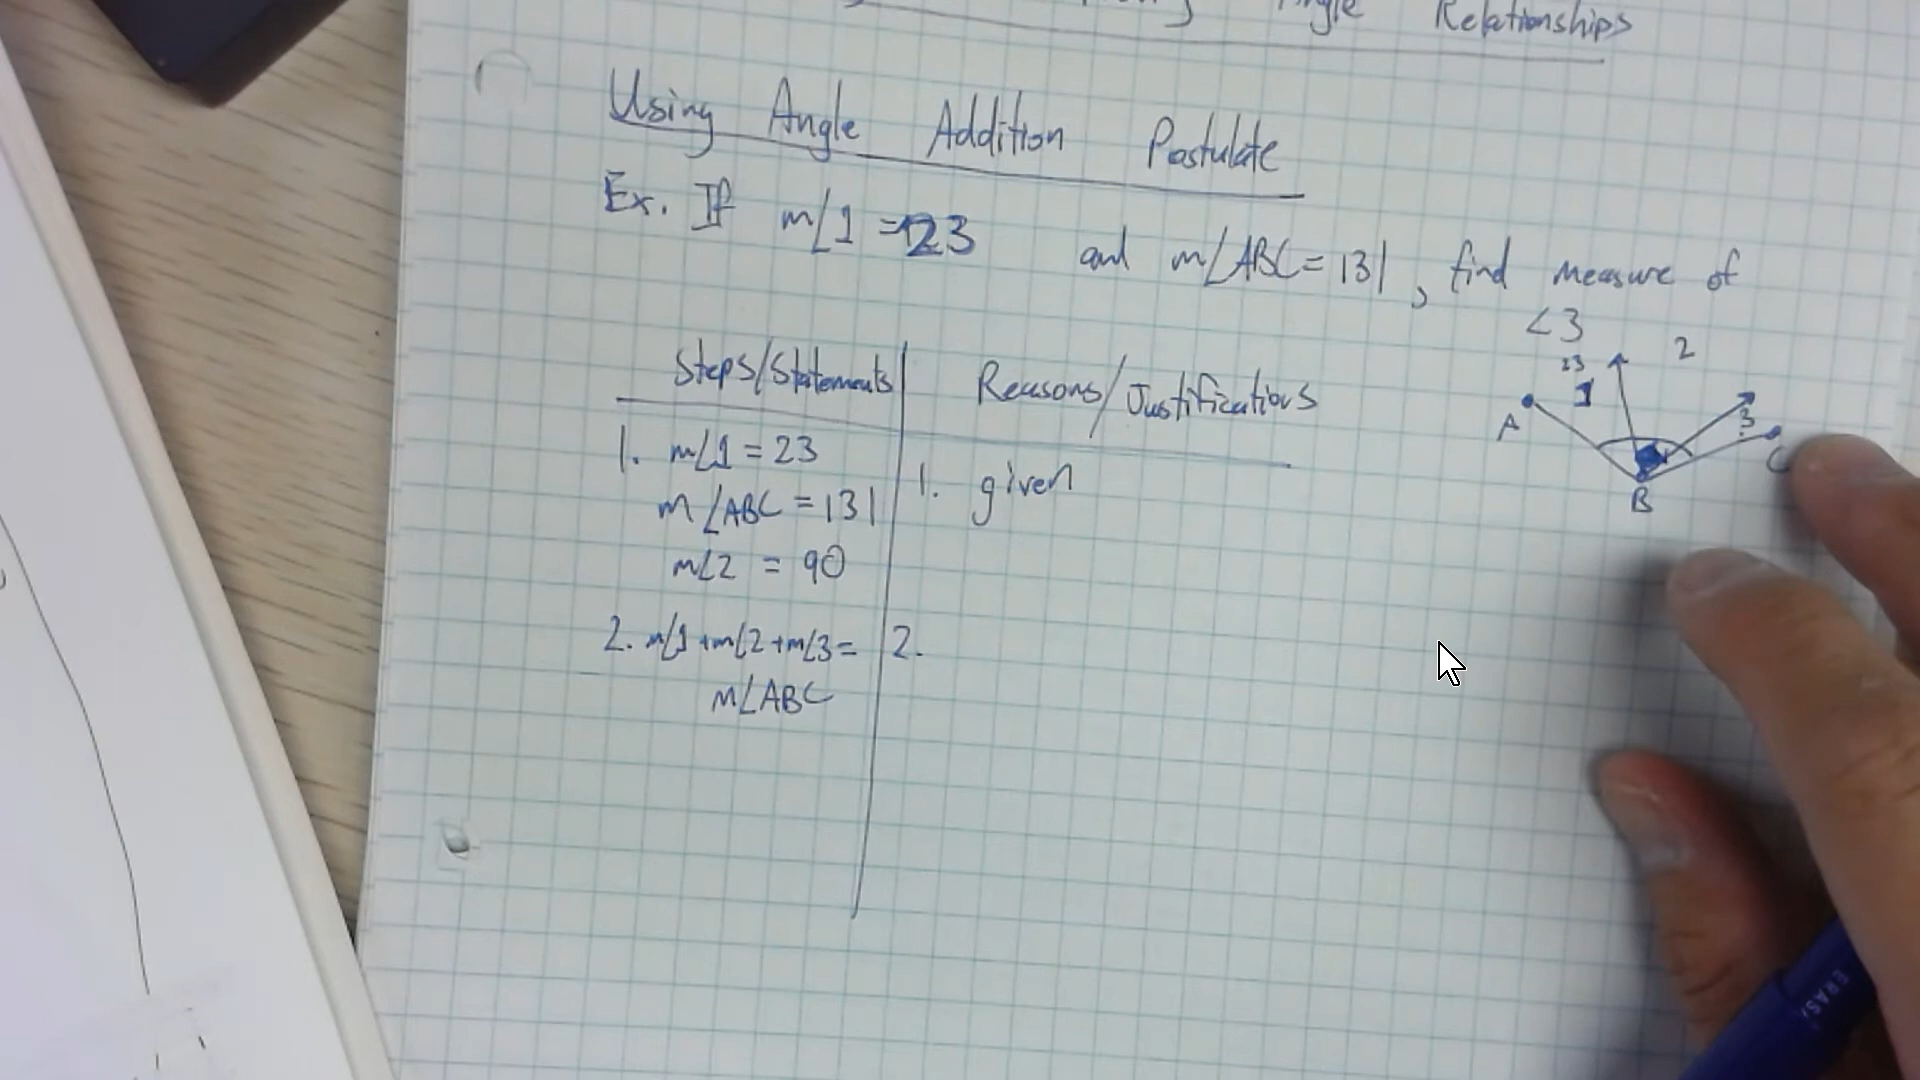 Angle Relationships
Using Angle Addition Postulate
Ex. If m∠1 = 23 and m∠ABC = 131, find measure of
∠3
Steps/Statements
Reasons/Justifications
1. m∠1 = 23
m∠ABC = 131
m∠2 = 90
1. given
2. m∠1 + m∠2 + m∠3 =
m∠ABC
2.
23
2
1
3
A
B
C
ERAS